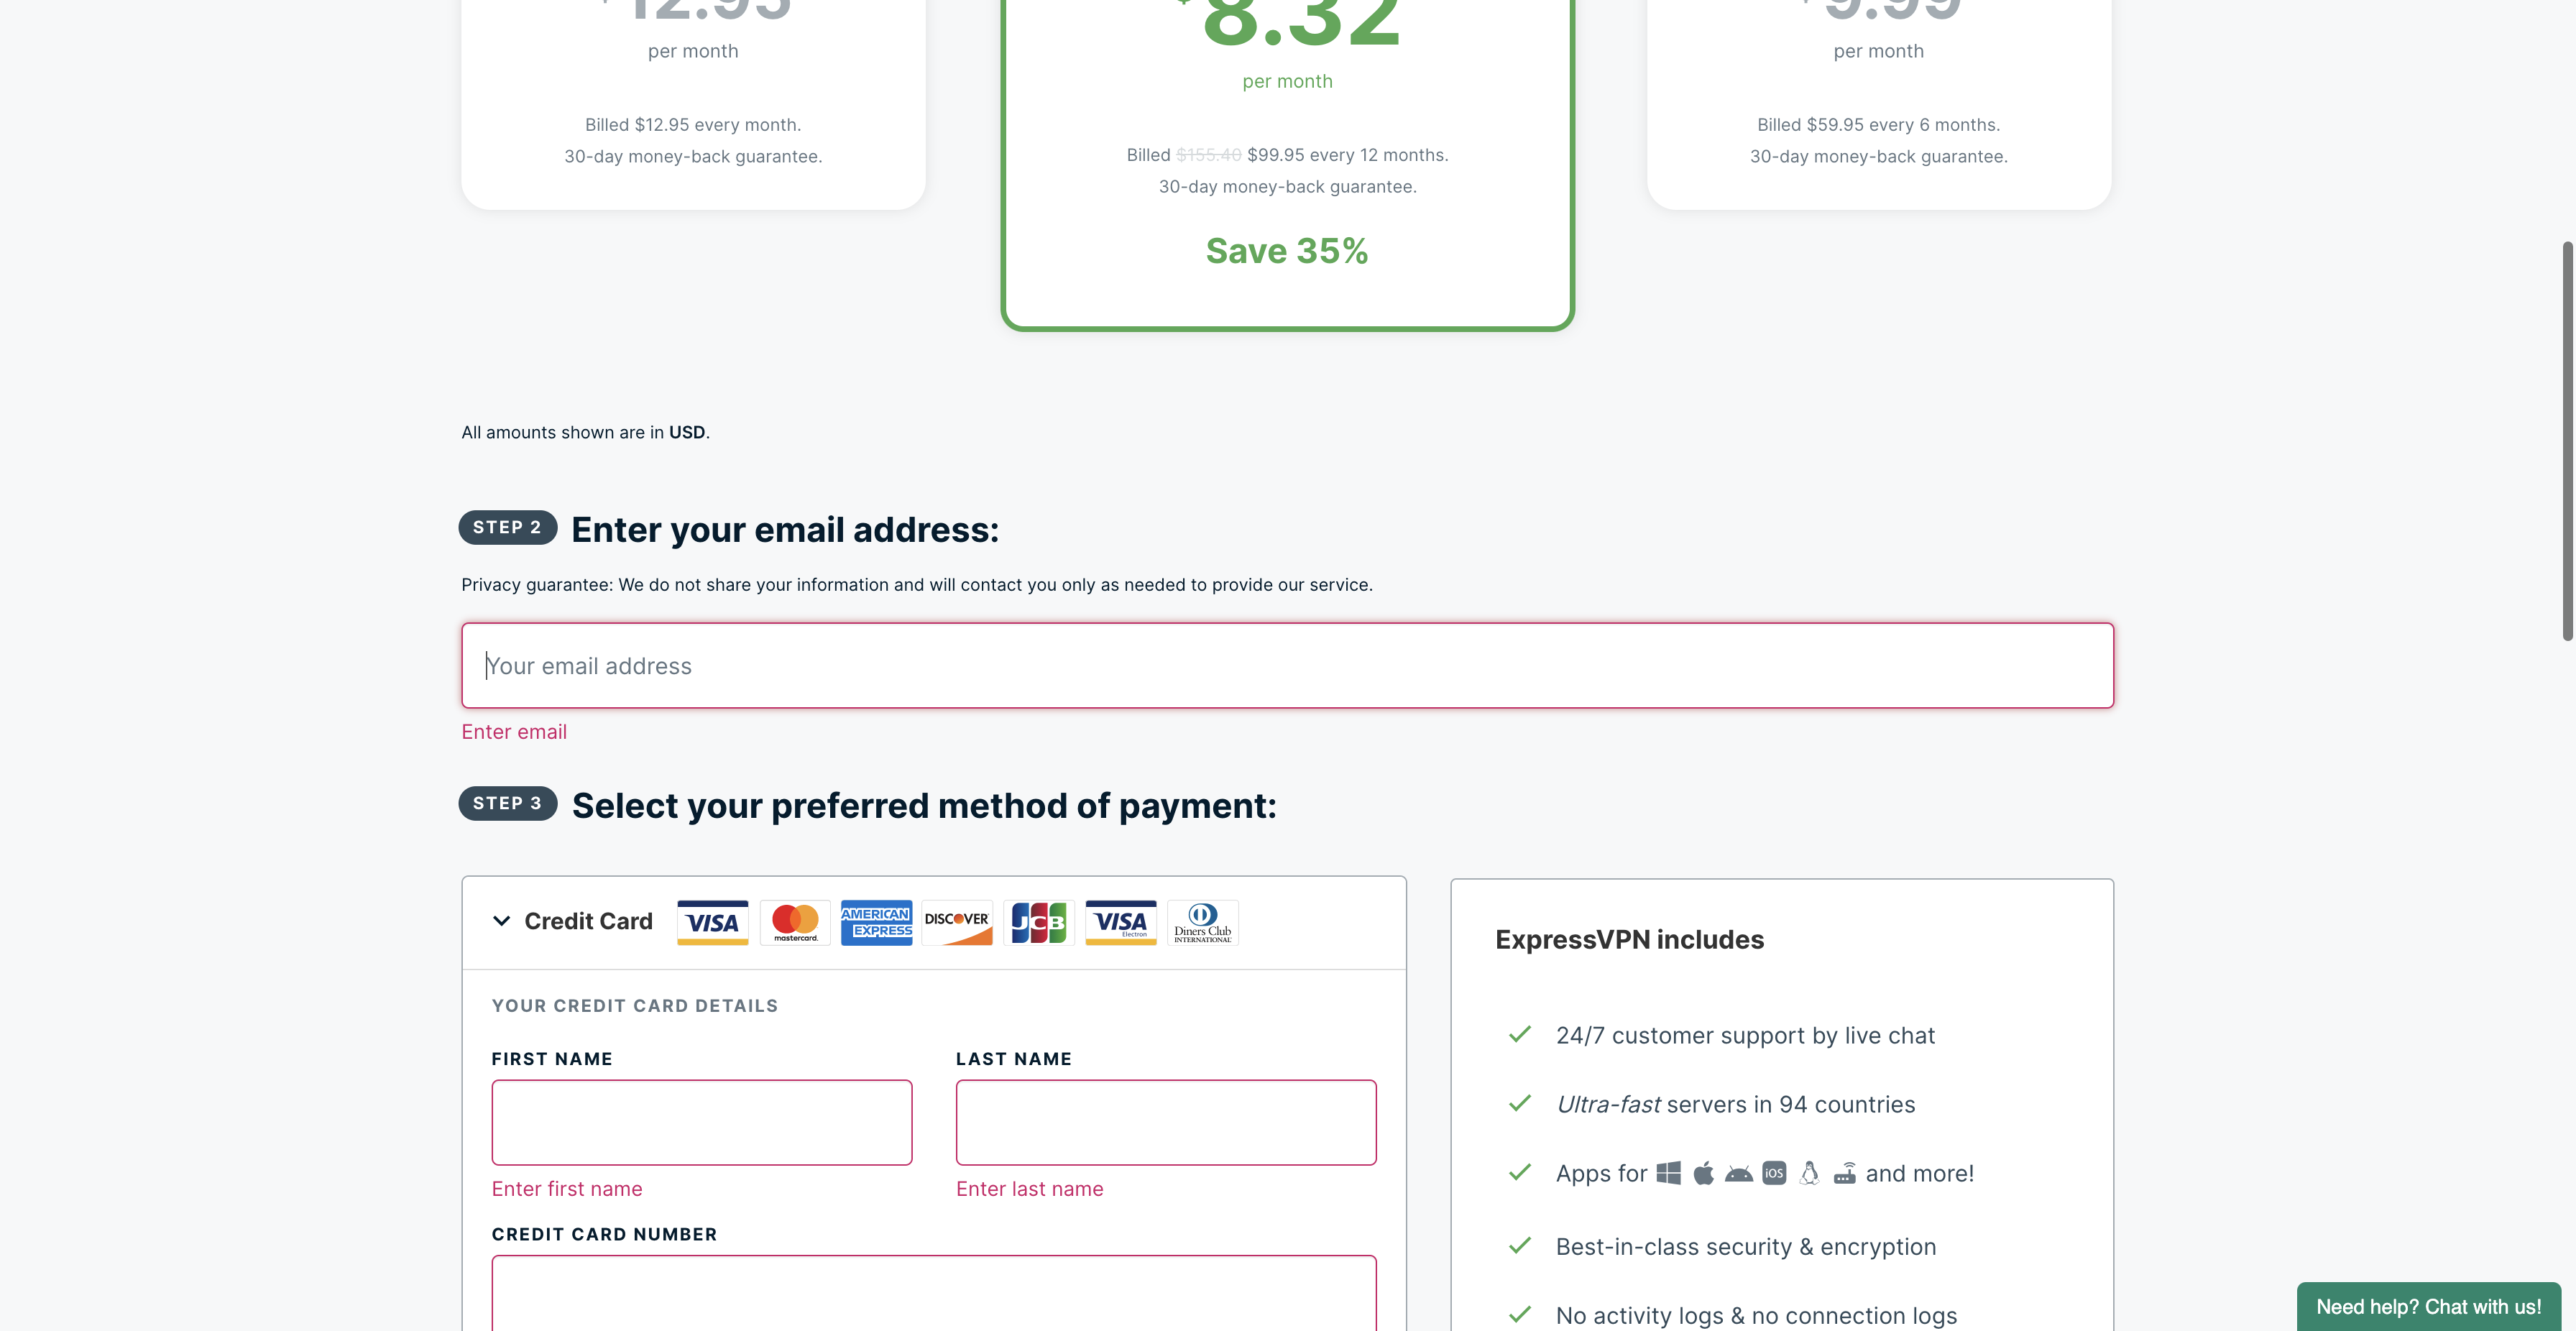 $12.95
$8.32
$9.99
per month
per month
per month
Billed $12.95 every month.
30-day money-back guarantee.
Billed $155.40 $99.95 every 12 months.
30-day money-back guarantee.
Save 35%
Billed $59.95 every 6 months.
30-day money-back guarantee.
All amounts shown are in USD.
STEP 2 Enter your email address:
Privacy guarantee: We do not share your information and will contact you only as needed to provide our service.
Your email address
Enter email
STEP 3 Select your preferred method of payment:
Credit Card VISA mastercard. AMERICAN EXPRESS DISCOVER JCB VISA Electron Diners Club INTERNATIONAL
YOUR CREDIT CARD DETAILS
FIRST NAME
LAST NAME
Enter first name
Enter last name
CREDIT CARD NUMBER
ExpressVPN includes
24/7 customer support by live chat
Ultra-fast servers in 94 countries
Apps for iOS and more!
Best-in-class security & encryption
No activity logs & no connection logs
Need help? Chat with us!